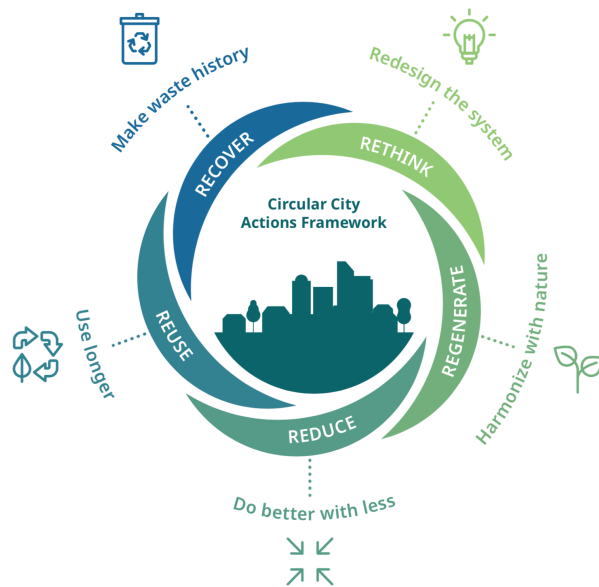 Circular City
Actions Framework
RETHINK
Redesign the system
REGENERATE
Harmonize with nature
REDUCE
Do better with less
REUSE
Use longer
RECOVER
Make waste history